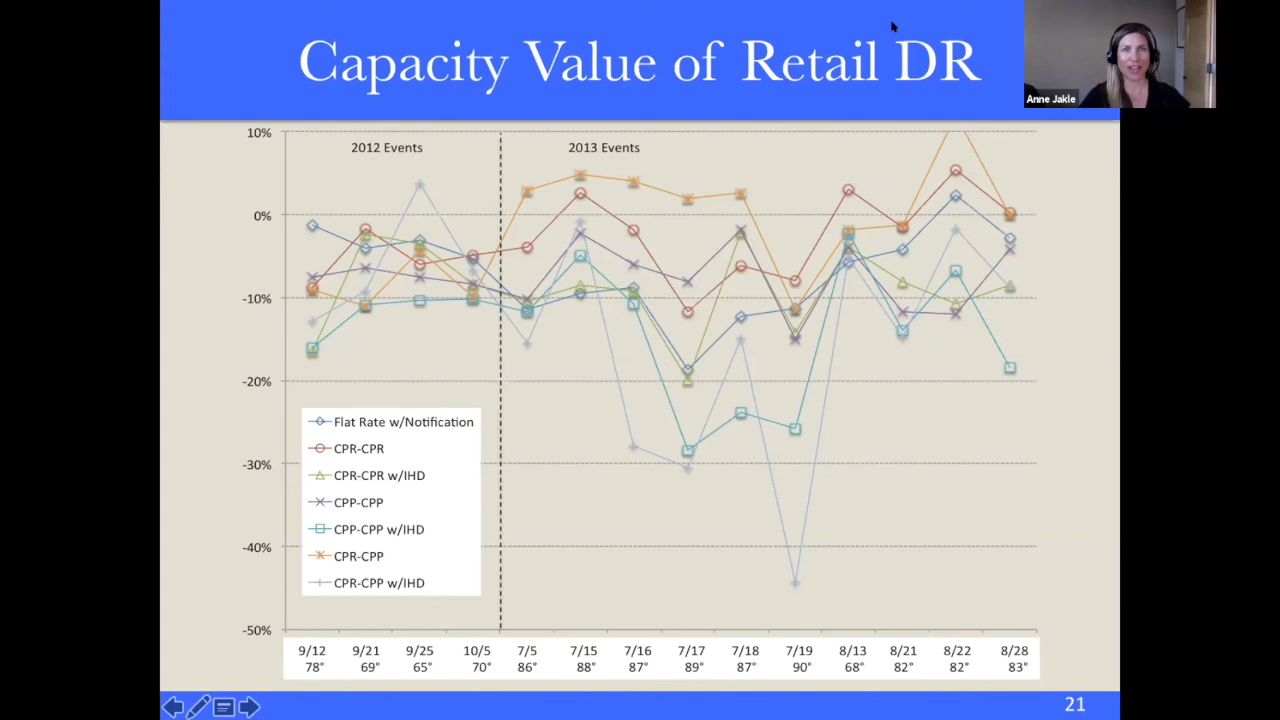 Capacity Value of Retail DR
Anne Jakle
2012 Events
2013 Events
10%
0%
-10%
-20%
-30%
-40%
-50%
Flat Rate w/Notification
CPR-CPR
CPR-CPR w/IHD
CPP-CPP
CPP-CPP w/IHD
CPR-CPP
CPR-CPP w/IHD
9/12 9/21 9/25 10/5 7/5 7/15 7/16 7/17 7/18 7/19 8/13 8/21 8/22 8/28
78° 69° 65° 70° 86° 88° 87° 89° 87° 90° 68° 82° 82° 83°
21